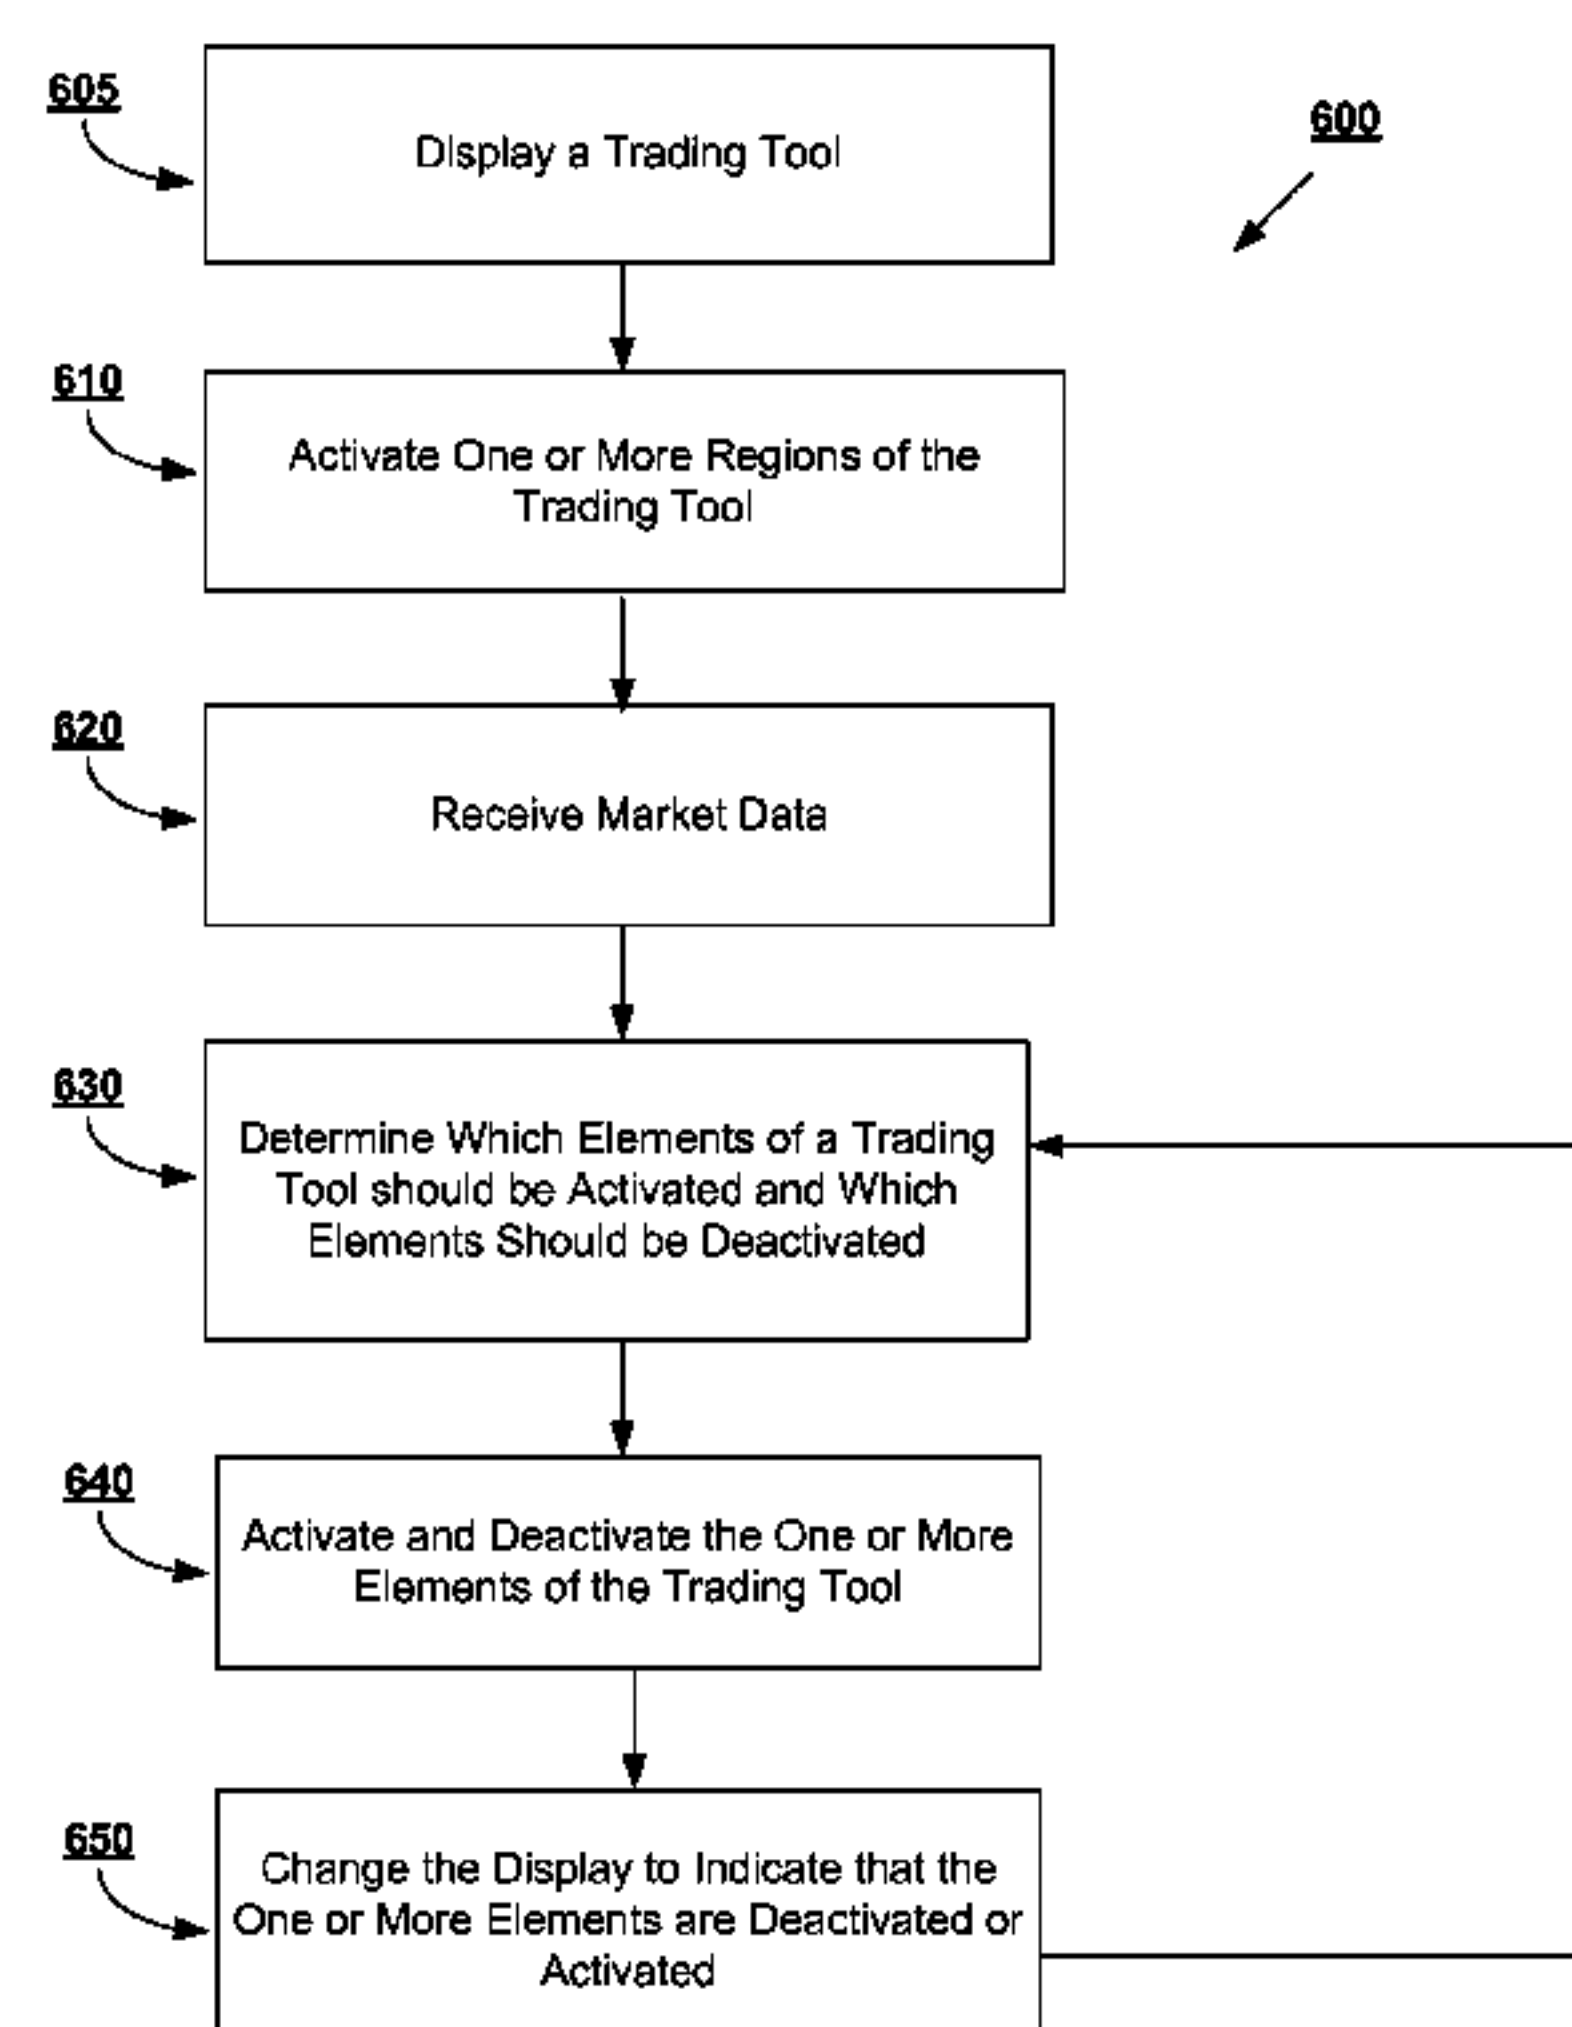 605
DIsplay a Trading Tool
600
610
Activate One or More Regions of the
Trading Tool
620
Receive Market Data
630
Determine Which Elements of a Trading
Tool should be Activated and Which
Elements Should be Deactivated
640
Activate and Deactivate the One or More
Elements of the Trading Tool
650
Change the Display to Indicate that the
One or More Elements are Deactivated or
Activated